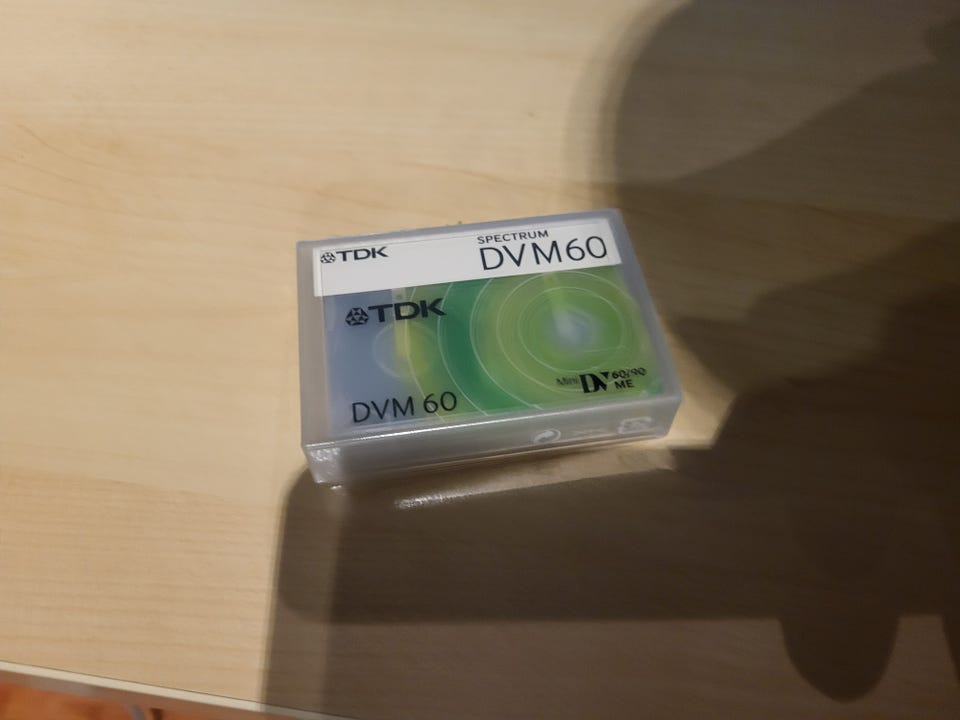 TDK
SPECTRUM
DVM60
TDK
Mini DV 60/90
ME
DVM 60